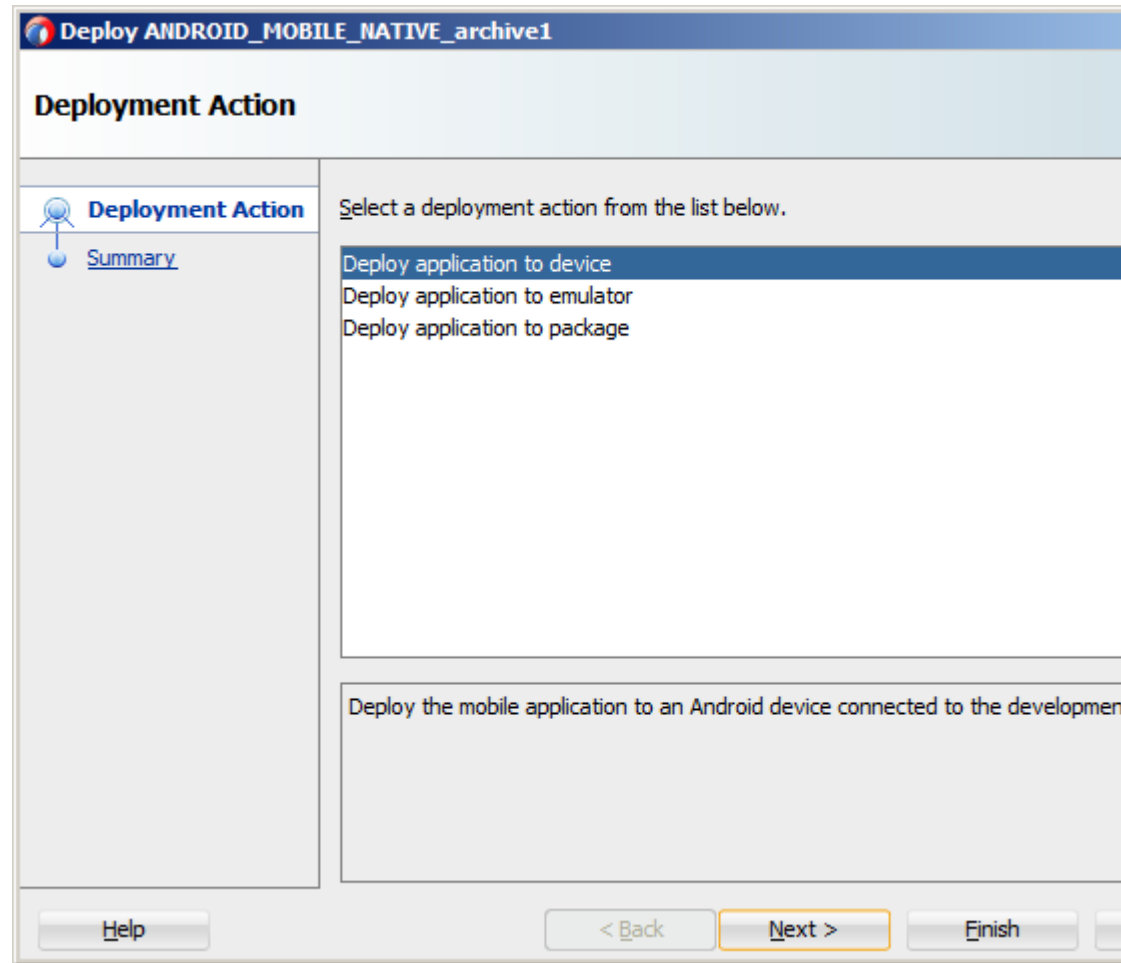 Deploy ANDROID_MOBILE_NATIVE_archive1
Deployment Action
Deployment Action
Summary
Select a deployment action from the list below.
Deploy application to device
Deploy application to emulator
Deploy application to package
Deploy the mobile application to an Android device connected to the developmen
Help
< Back
Next >
Finish